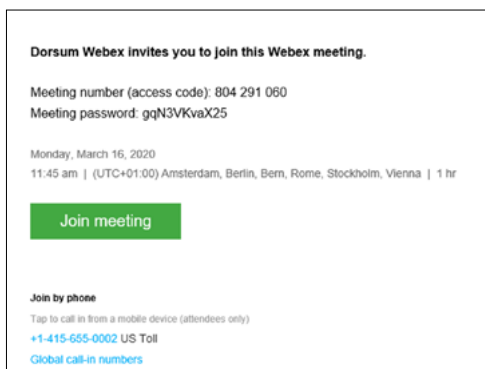 Dorsum Webex invites you to join this Webex meeting.
Meeting number (access code): 804 291 060
Meeting password: gqN3VKvaX25
Monday, March 16, 2020
11:45 am | (UTC+01:00) Amsterdam, Berlin, Bern, Rome, Stockholm, Vienna | 1 hr
Join meeting
Join by phone
Tap to call in from a mobile device (attendees only)
+1-415-655-0002 US Toll
Global call-in numbers